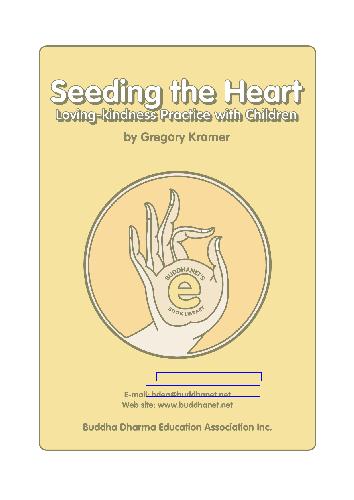 Seeding the Heart
Loving-kindness Practice with Children
by Gregory Kramer
BUDDHANET'S
e
BOOK LIBRARY
E-mail: bdea@buddhanet.net
Web site: www.buddhanet.net
Buddha Dharma Education Association Inc.